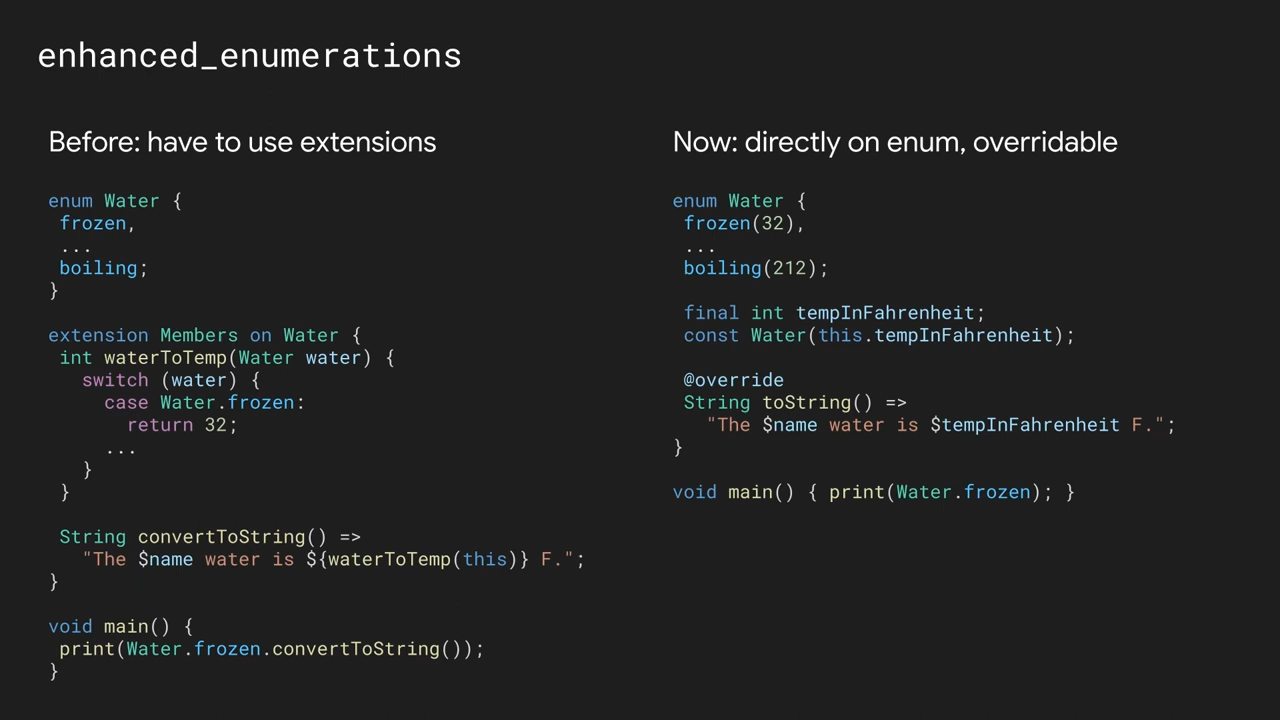 enhanced_enumerations
Before: have to use extensions
enum Water {
 frozen,
 ...
 boiling;
}
extension Members on Water {
 int waterToTemp(Water water) {
   switch (water) {
     case Water.frozen:
       return 32;
     ...
   }
 }
 String convertToString() =>
   "The $name water is ${waterToTemp(this)} F.";
}
void main() {
 print(Water.frozen.convertToString());
}
Now: directly on enum, overridable
enum Water {
 frozen(32),
 ...
 boiling(212);
 final int tempInFahrenheit;
 const Water(this.tempInFahrenheit);
 @override
 String toString() =>
   "The $name water is $tempInFahrenheit F.";
}
void main() { print(Water.frozen); }